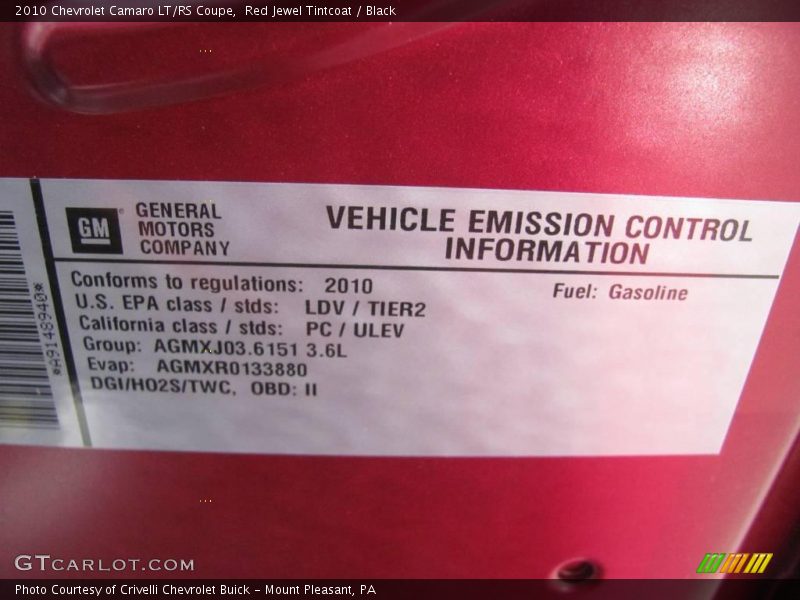 2010 Chevrolet Camaro LT/RS Coupe, Red Jewel Tintcoat / Black
GM
GENERAL
MOTORS
COMPANY
VEHICLE EMISSION CONTROL
INFORMATION
Conforms to regulations: 2010
Fuel: Gasoline
U.S. EPA class / stds: LDV / TIER2
California class / stds: PC / ULEV
Group: AGMXJ03.6151 3.6L
Evap: AGMXR0133880
DGI/HO2S/TWC, OBD: II
*A9148940*
GTCARLOT.COM
Photo Courtesy of Crivelli Chevrolet Buick - Mount Pleasant, PA